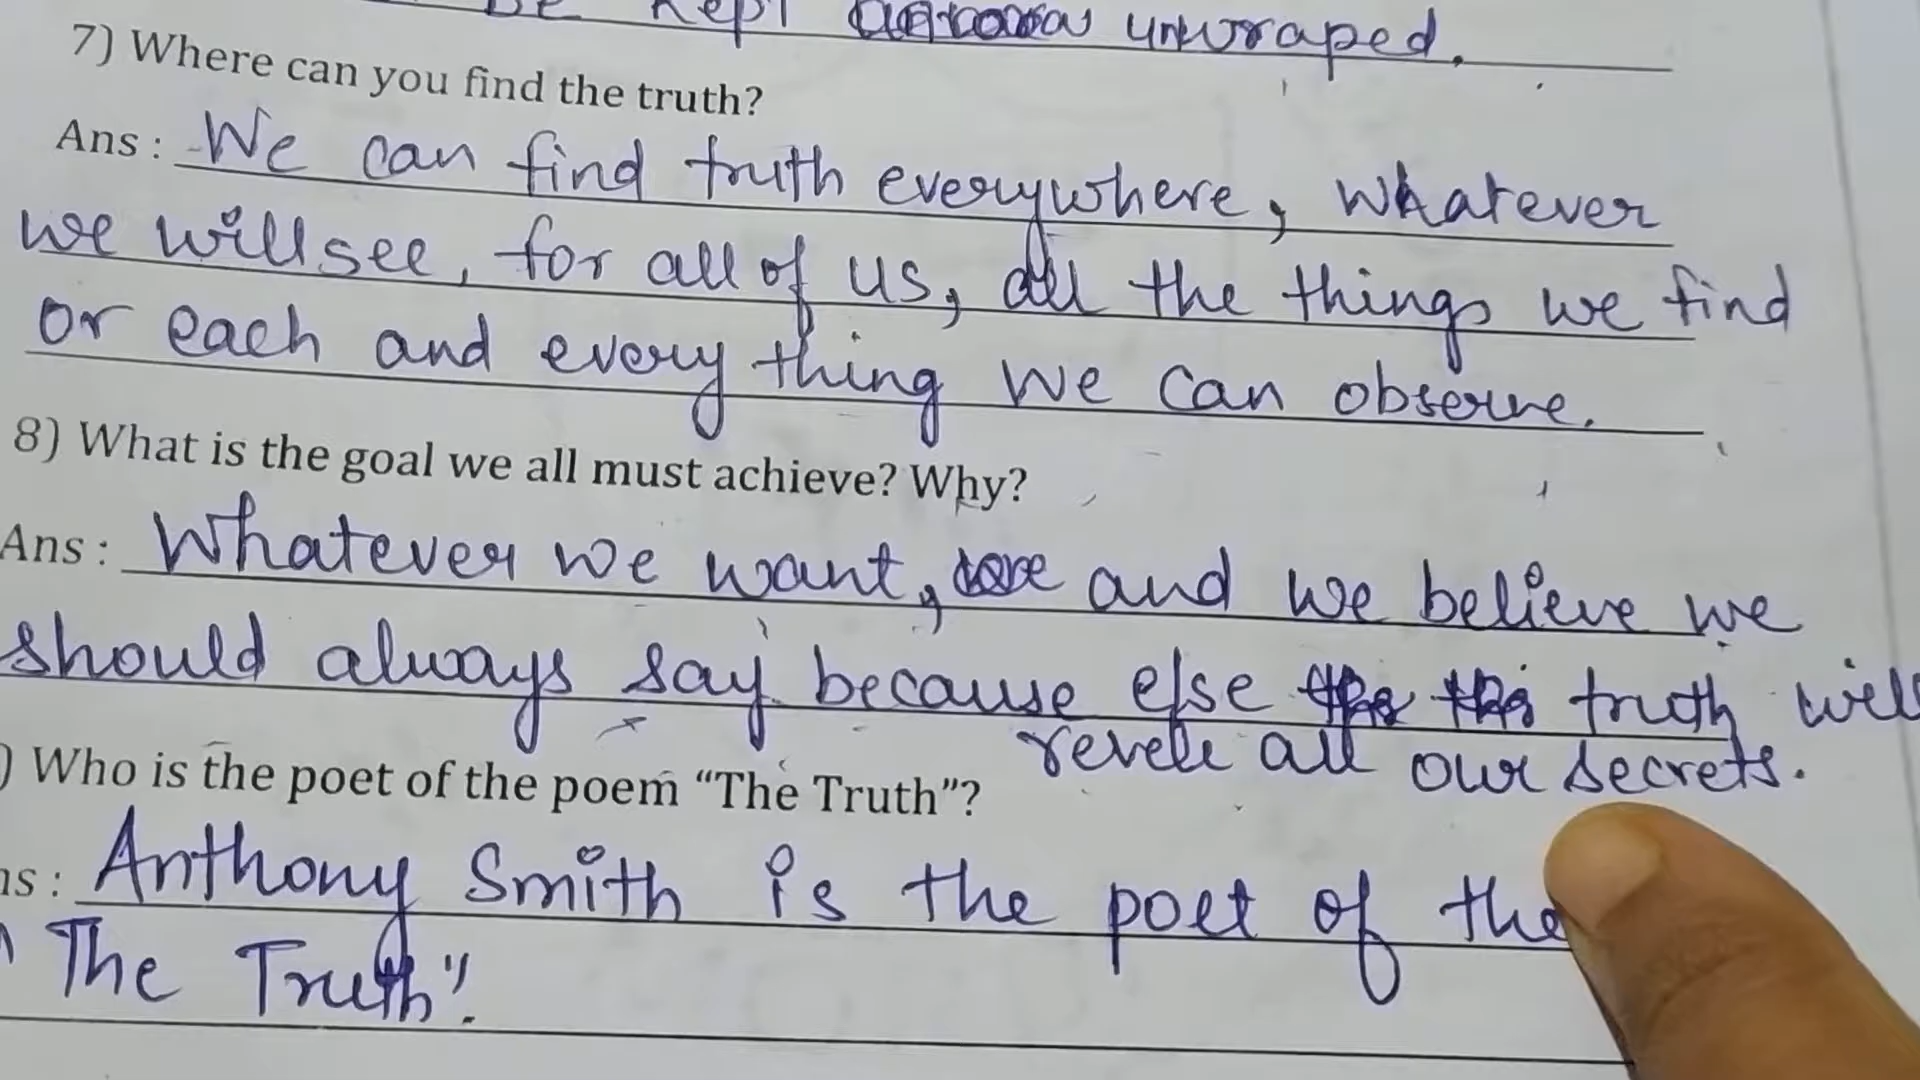 be kept unwraped.
7) Where can you find the truth?
Ans : We can find truth everywhere, whatever
we will see, for all of us, all the things we find
or each and every thing we can observe.
8) What is the goal we all must achieve? Why?
Ans : Whatever we want, and we believe we
should always say because else truth will
revele all our secrets.
) Who is the poet of the poem “The Truth”?
ns : Anthony Smith is the poet of the
The Truth".